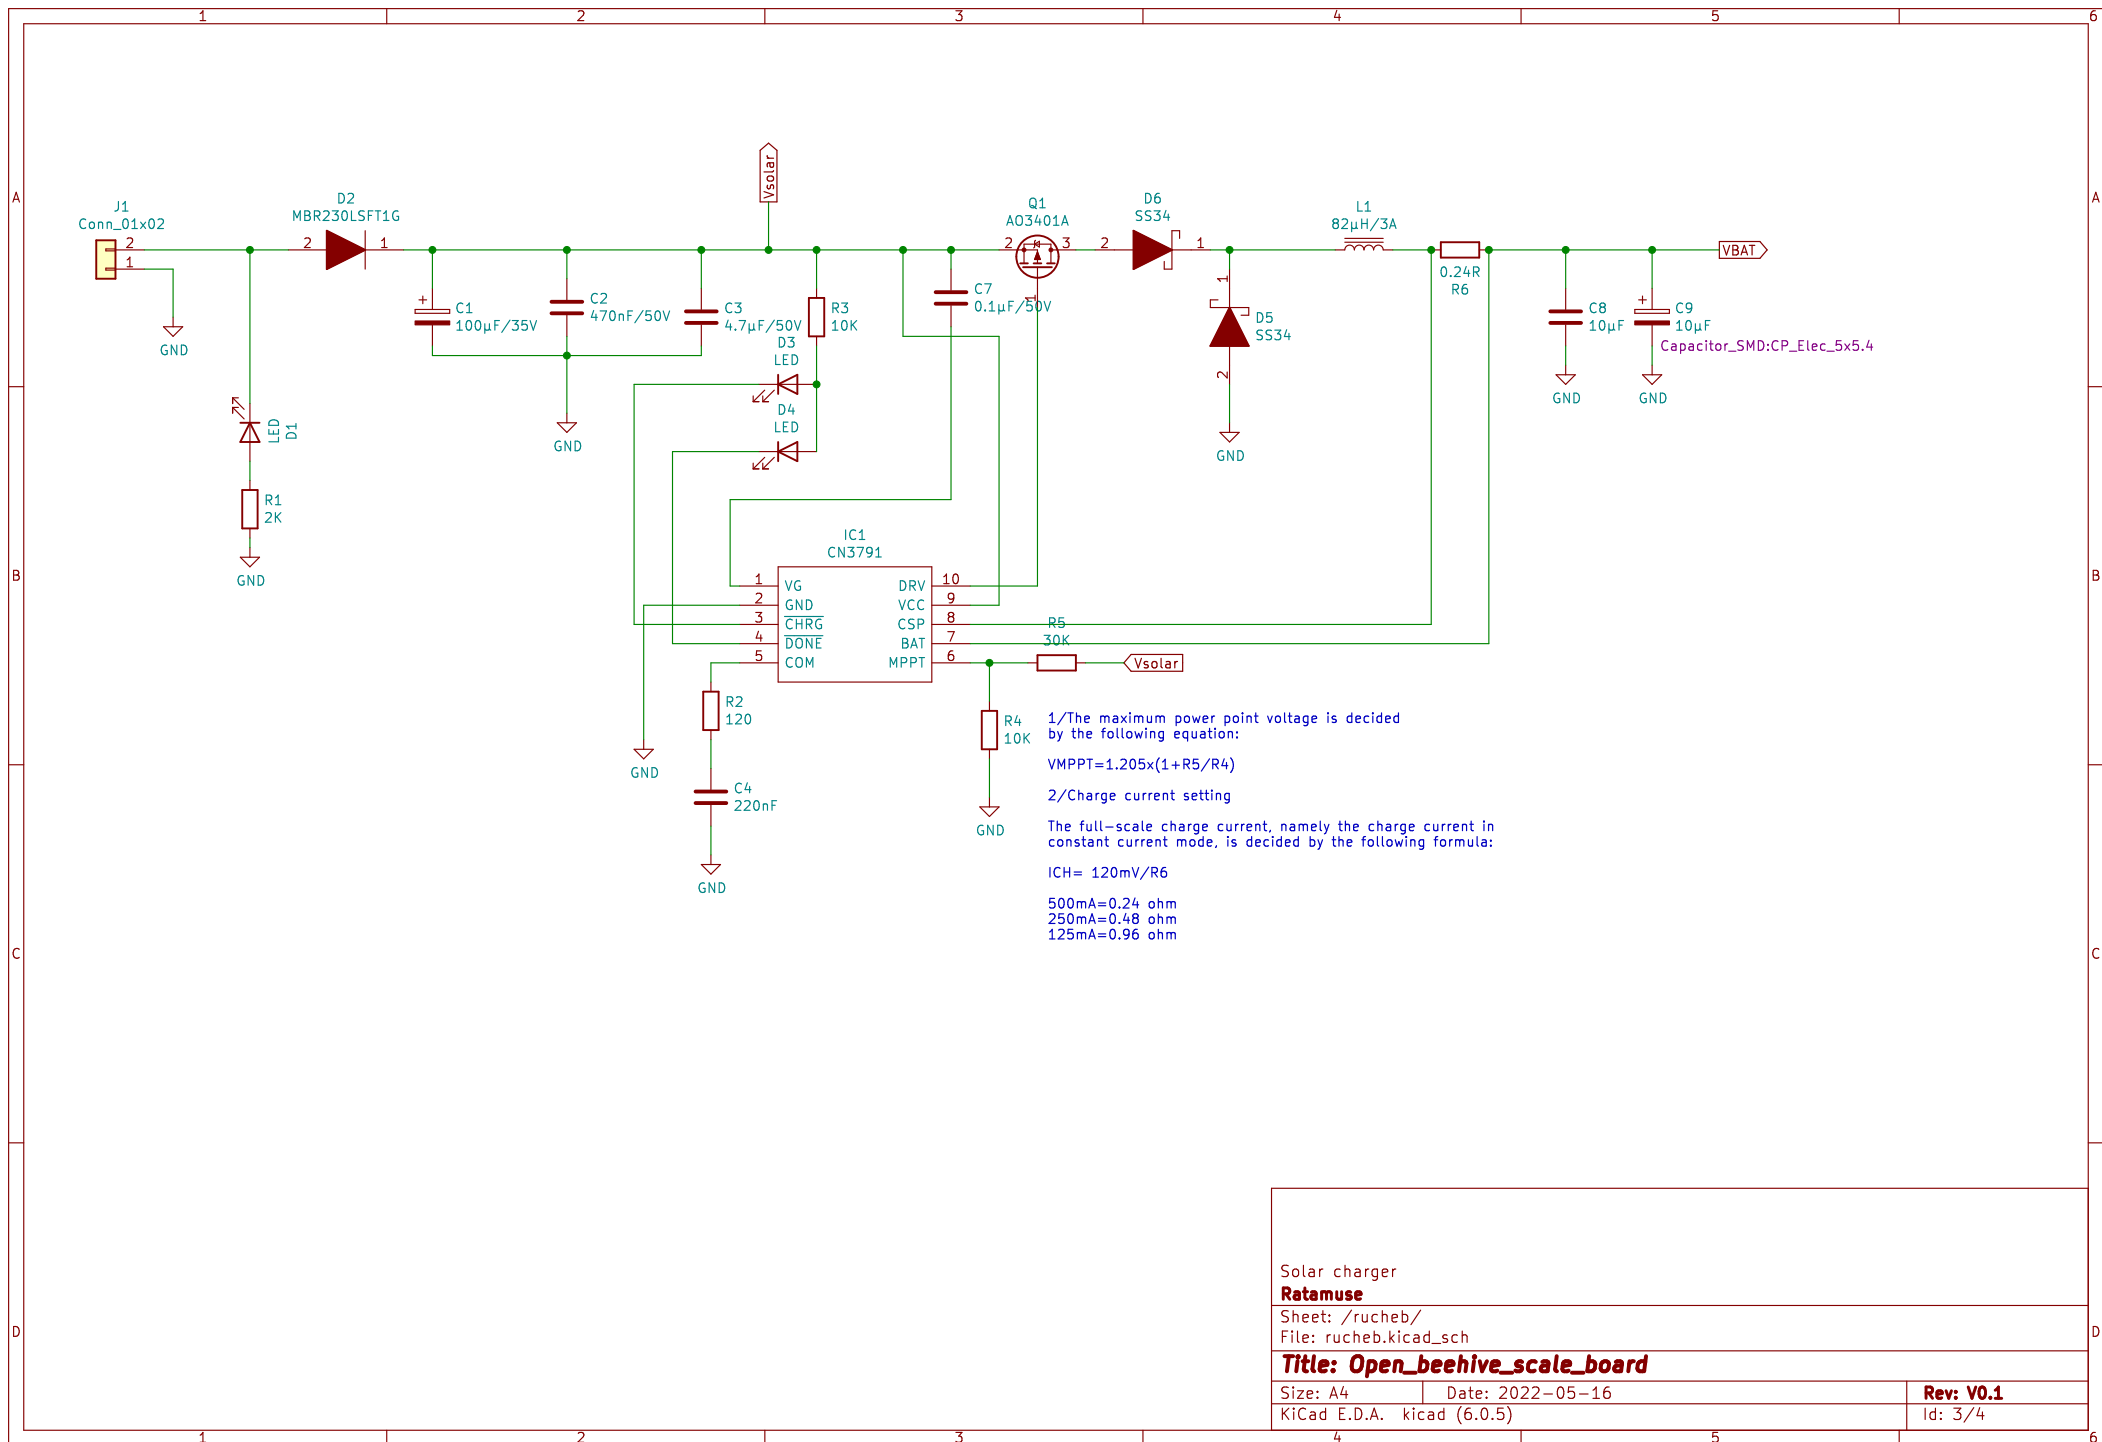 1 2 3 4 5 6
A
A
B
B
C
C
D
D
Vsolar
J1
Conn_01x02
2
1
GND
D2
MBR230LSFT1G
2
1
LED
D1
R1
2K
GND
C1
100µF/35V
C2
470nF/50V
C3
4.7µF/50V
GND
R3
10K
D3
LED
D4
LED
C7
0.1µF/50V
Q1
AO3401A
2
3
1
D6
SS34
2
1
1
D5
SS34
2
GND
L1
82µH/3A
0.24R
R6
VBAT
C8
10µF
GND
C9
10µF
Capacitor_SMD:CP_Elec_5x5.4
GND
IC1
CN3791
1 VG
2 GND
3 CHRG
4 DONE
5 COM
DRV 10
VCC 9
CSP 8
BAT 7
MPPT 6
GND
R2
120
C4
220nF
GND
R5
30K
Vsolar
R4
10K
GND
1/The maximum power point voltage is decided
by the following equation:
VMPPT=1.205x(1+R5/R4)
2/Charge current setting
The full-scale charge current, namely the charge current in
constant current mode, is decided by the following formula:
ICH= 120mV/R6
500mA=0.24 ohm
250mA=0.48 ohm
125mA=0.96 ohm
Solar charger
Ratamuse
Sheet: /rucheb/
File: rucheb.kicad_sch
Title: Open_beehive_scale_board
Size: A4 Date: 2022-05-16 Rev: V0.1
KiCad E.D.A. kicad (6.0.5) Id: 3/4
1 2 3 4 5 6